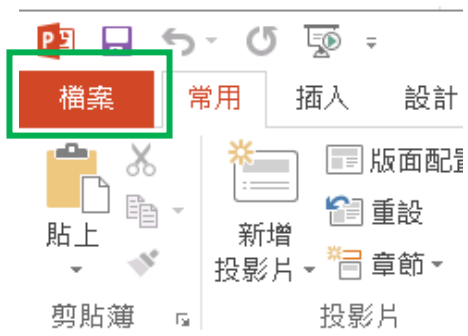 檔案 常用 插入 設計
貼上
新增
投影片
版面配置
重設
章節
剪貼簿
投影片